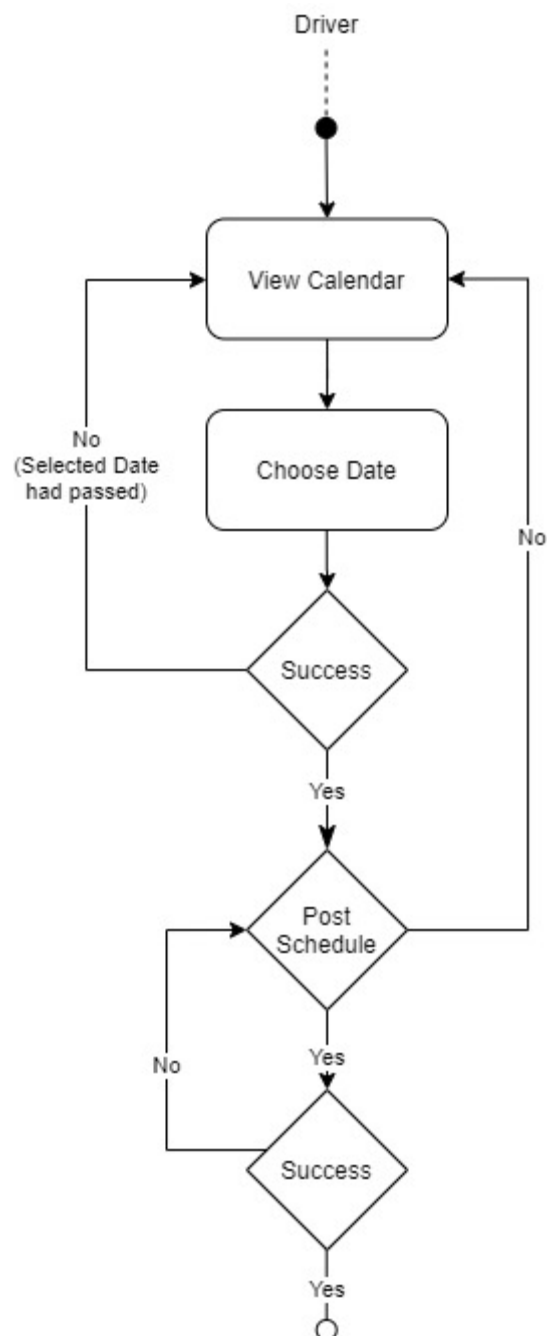 Driver
View Calendar
No
(Selected Date
had passed)
Choose Date
No
Success
Yes
Post
Schedule
No
Yes
Success
Yes